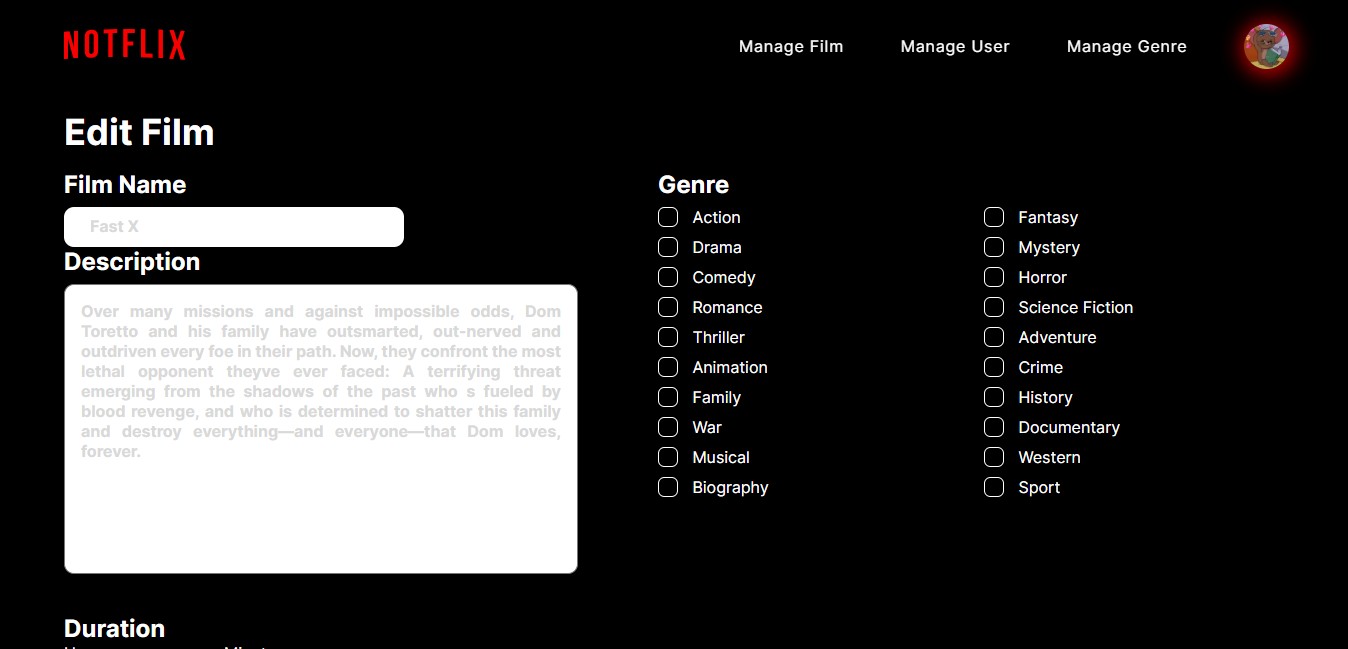 NOTFLIX
Manage Film
Manage User
Manage Genre
Edit Film
Film Name
Fast X
Description
Over many missions and against impossible odds, Dom
Toretto and his family have outsmarted, out-nerved and
outdriven every foe in their path. Now, they confront the most
lethal opponent theyve ever faced: A terrifying threat
emerging from the shadows of the past who s fueled by
blood revenge, and who is determined to shatter this family
and destroy everything—and everyone—that Dom loves,
forever.
Genre
Action
Drama
Comedy
Romance
Thriller
Animation
Family
War
Musical
Biography
Fantasy
Mystery
Horror
Science Fiction
Adventure
Crime
History
Documentary
Western
Sport
Duration